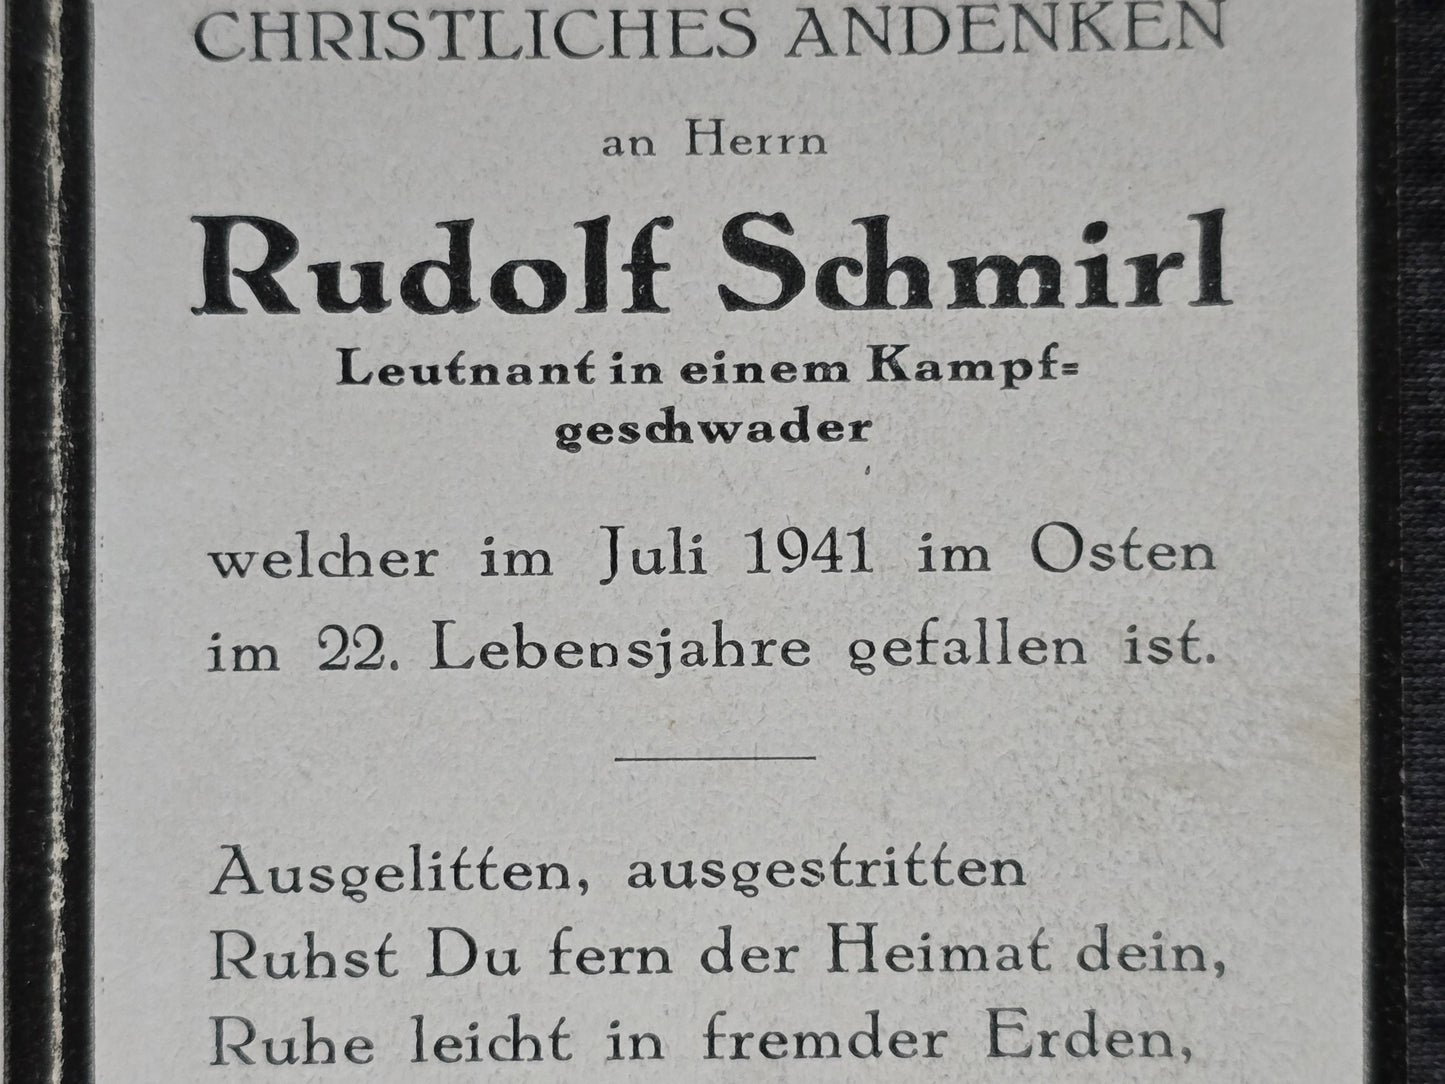 CHRISTLICHES ANDENKEN
an Herrn
Rudolf Schmirl
Leutnant in einem Kampf=
geschwader
welcher im Juli 1941 im Osten
im 22. Lebensjahre gefallen ist.
Ausgelitten, ausgestritten
Ruhst Du fern der Heimat dein,
Ruhe leicht in fremder Erden,